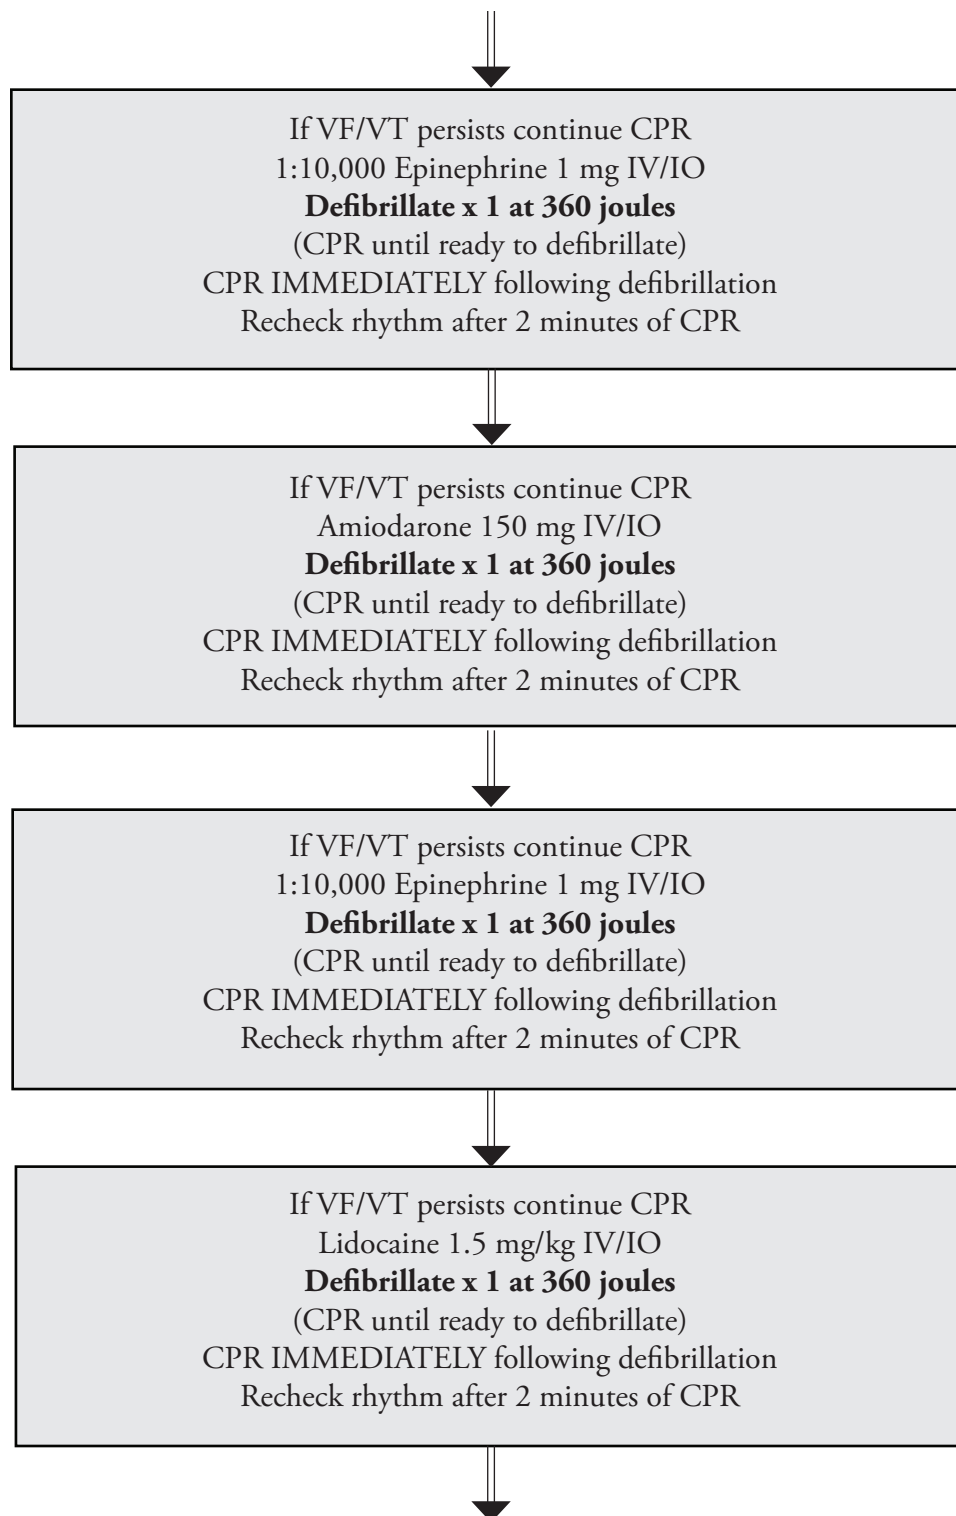 If VF/VT persists continue CPR
1:10,000 Epinephrine 1 mg IV/IO
Defibrillate x 1 at 360 joules
(CPR until ready to defibrillate)
CPR IMMEDIATELY following defibrillation
Recheck rhythm after 2 minutes of CPR
If VF/VT persists continue CPR
Amiodarone 150 mg IV/IO
Defibrillate x 1 at 360 joules
(CPR until ready to defibrillate)
CPR IMMEDIATELY following defibrillation
Recheck rhythm after 2 minutes of CPR
If VF/VT persists continue CPR
1:10,000 Epinephrine 1 mg IV/IO
Defibrillate x 1 at 360 joules
(CPR until ready to defibrillate)
CPR IMMEDIATELY following defibrillation
Recheck rhythm after 2 minutes of CPR
If VF/VT persists continue CPR
Lidocaine 1.5 mg/kg IV/IO
Defibrillate x 1 at 360 joules
(CPR until ready to defibrillate)
CPR IMMEDIATELY following defibrillation
Recheck rhythm after 2 minutes of CPR